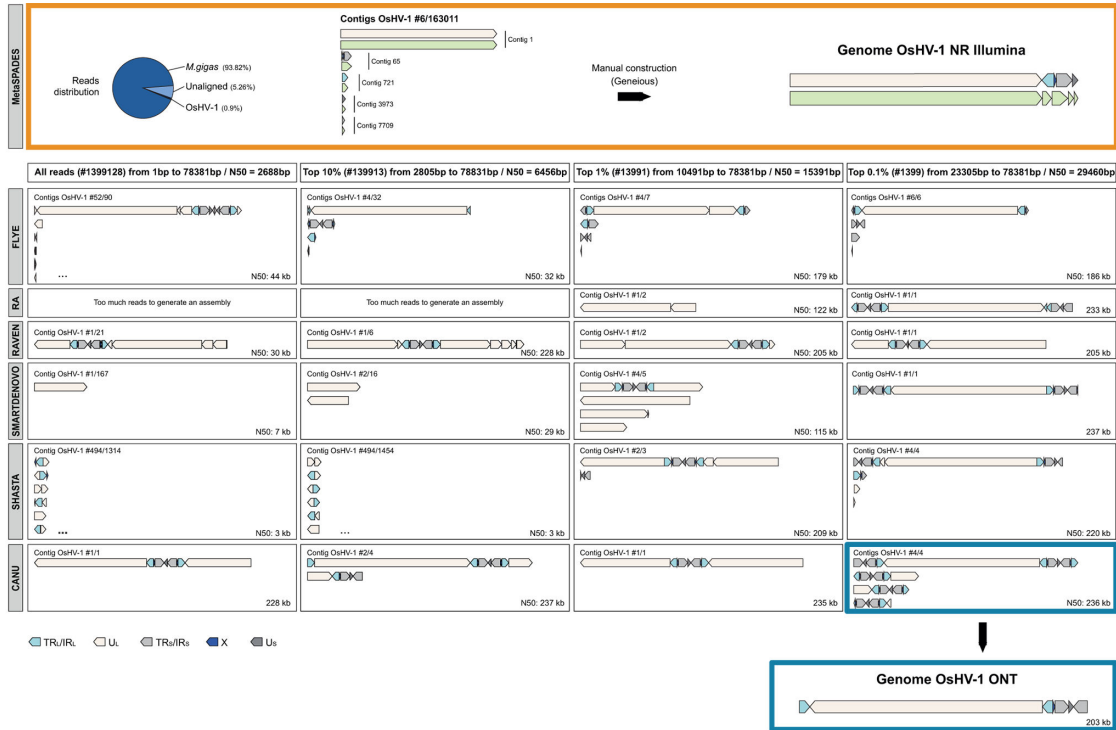 MetaSPADES
Reads
distribution
M.gigas (93.82%)
Unaligned (5.26%)
OsHV-1 (0.9%)
Contigs OsHV-1 #6/163011
Contig 1
Contig 65
Contig 721
Contig 3973
Contig 7709
Manual construction
(Geneious)
Genome OsHV-1 NR Illumina
All reads (#1399128) from 1bp to 78381bp / N50 = 2688bp
Top 10% (#139913) from 2805bp to 78831bp / N50 = 6456bp
Top 1% (#13991) from 10491bp to 78381bp / N50 = 15391bp
Top 0.1% (#1399) from 23305bp to 78381bp / N50 = 29460bp
FLYE
Contigs OsHV-1 #52/90
...
N50: 44 kb
Contigs OsHV-1 #4/32
N50: 32 kb
Contigs OsHV-1 #4/7
N50: 179 kb
Contigs OsHV-1 #6/6
N50: 186 kb
RA
Too much reads to generate an assembly
Too much reads to generate an assembly
Contigs OsHV-1 #1/2
N50: 122 kb
Contigs OsHV-1 #1/1
233 kb
RAVEN
Contig OsHV-1 #1/21
N50: 30 kb
Contigs OsHV-1 #1/6
N50: 228 kb
Contigs OsHV-1 #1/2
N50: 205 kb
Contigs OsHV-1 #1/1
205 kb
SMARTDENOVO
Contig OsHV-1 #1/167
N50: 7 kb
Contigs OsHV-1 #2/16
N50: 29 kb
Contigs OsHV-1 #4/5
N50: 115 kb
Contigs OsHV-1 #1/1
237 kb
SHASTA
Contig OsHV-1 #494/1314
...
N50: 3 kb
Contig OsHV-1 #494/1454
...
N50: 3 kb
Contig OsHV-1 #2/3
N50: 209 kb
Contigs OsHV-1 #4/4
N50: 220 kb
CANU
Contig OsHV-1 #1/1
228 kb
Contigs OsHV-1 #2/4
N50: 237 kb
Contigs OsHV-1 #1/1
235 kb
Contigs OsHV-1 #4/4
N50: 236 kb
TRL/IRL
UL
TRS/IRS
X
US
Genome OsHV-1 ONT
203 kb